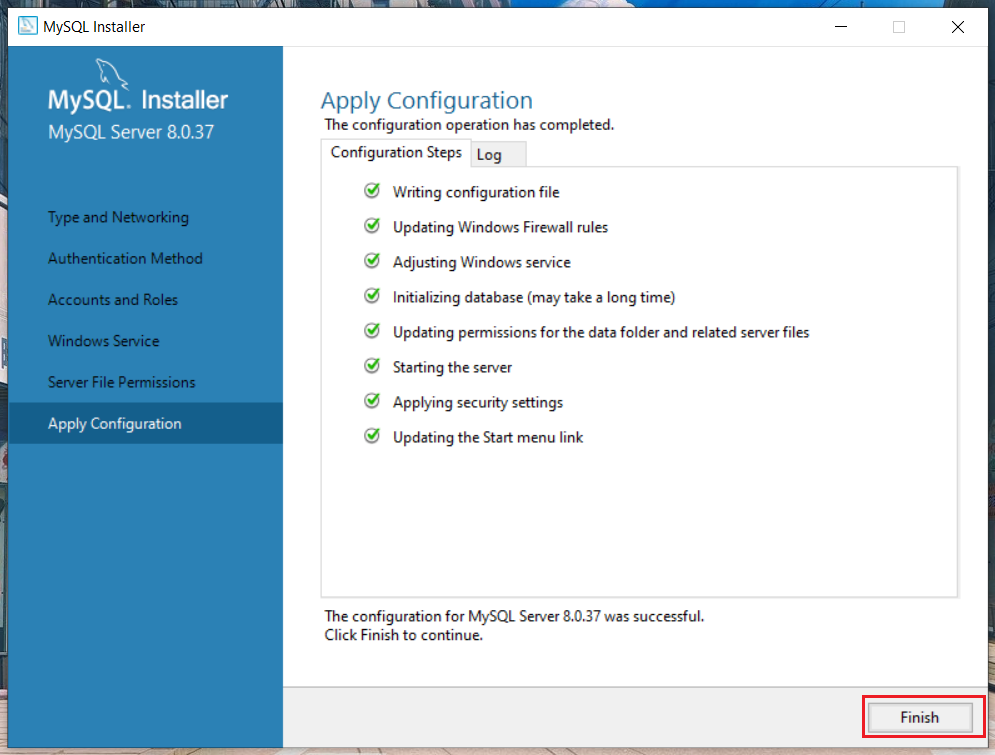 MySQL Installer
MySQL. Installer
MySQL Server 8.0.37
Type and Networking
Authentication Method
Accounts and Roles
Windows Service
Server File Permissions
Apply Configuration
Apply Configuration
The configuration operation has completed.
Configuration Steps Log
Writing configuration file
Updating Windows Firewall rules
Adjusting Windows service
Initializing database (may take a long time)
Updating permissions for the data folder and related server files
Starting the server
Applying security settings
Updating the Start menu link
The configuration for MySQL Server 8.0.37 was successful.
Click Finish to continue.
Finish